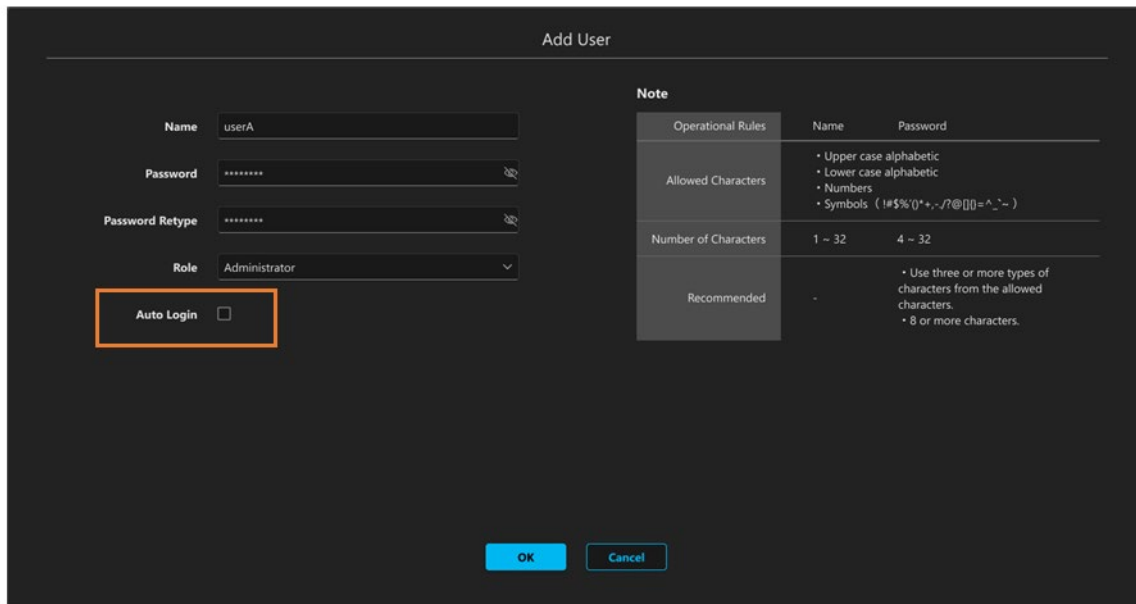 Add User
Name userA
Password ********
Password Retype ********
Role Administrator
Auto Login
Note
Operational Rules Name Password
Allowed Characters
・Upper case alphabetic
・Lower case alphabetic
・Numbers
・Symbols ( !#$%'()*+,-./?@[]{}=^_`~ )
Number of Characters 1 ~ 32 4 ~ 32
Recommended -
・Use three or more types of
characters from the allowed
characters.
・8 or more characters.
OK Cancel